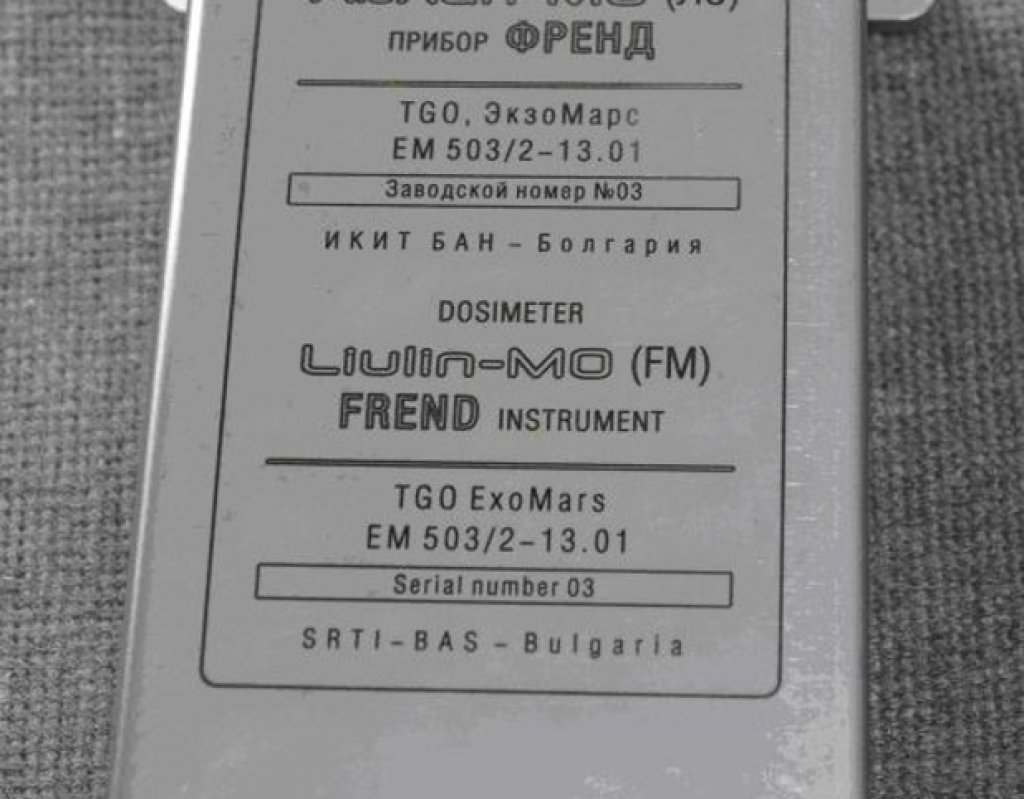 ПРИБОР ФРЕНД
TGO, ЭкзоМарс
EM 503/2-13.01
Заводской номер №03
ИКИТ БАН - Болгария
DOSIMETER
Liulin-MO (FM)
FREND INSTRUMENT
TGO ExoMars
EM 503/2-13.01
Serial number 03
SRTI-BAS - Bulgaria